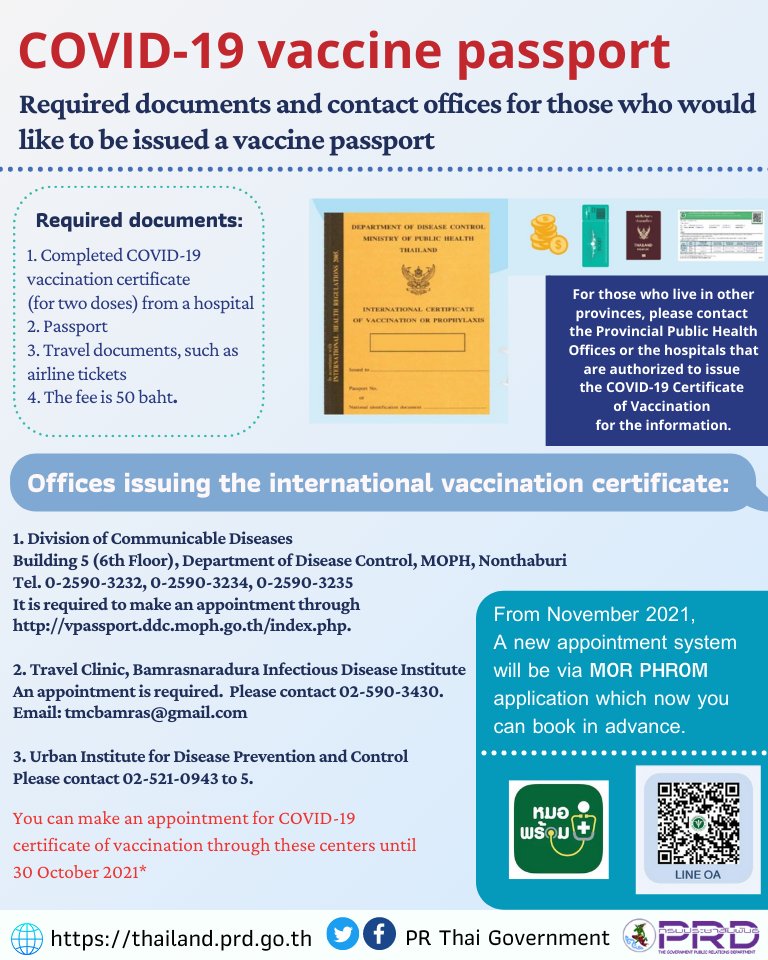 COVID-19 vaccine passport
Required documents and contact offices for those who would
like to be issued a vaccine passport
Required documents:
1. Completed COVID-19
vaccination certificate
(for two doses) from a hospital
2. Passport
3. Travel documents, such as
airline tickets
4. The fee is 50 baht.
In accordance with
INTERNATIONAL HEALTH REGULATIONS 2005
DEPARTMENT OF DISEASE CONTROL
MINISTRY OF PUBLIC HEALTH
THAILAND
INTERNATIONAL CERTIFICATE
OF VACCINATION OR PROPHYLAXIS
Issued to
Passport No.
or
National identification document
THAILAND
For those who live in other
provinces, please contact
the Provincial Public Health
Offices or the hospitals that
are authorized to issue
the COVID-19 Certificate
of Vaccination
for the information.
Offices issuing the international vaccination certificate:
1. Division of Communicable Diseases
Building 5 (6th Floor), Department of Disease Control, MOPH, Nonthaburi
Tel. 0-2590-3232, 0-2590-3234, 0-2590-3235
It is required to make an appointment through
http://vpassport.ddc.moph.go.th/index.php.
2. Travel Clinic, Bamrasnaradura Infectious Disease Institute
An appointment is required. Please contact 02-590-3430.
Email: tmcbamras@gmail.com
3. Urban Institute for Disease Prevention and Control
Please contact 02-521-0943 to 5.
You can make an appointment for COVID-19
certificate of vaccination through these centers until
30 October 2021*
From November 2021,
A new appointment system
will be via MOR PHROM
application which now you
can book in advance.
หมอ
พร้อม
LINE OA
https://thailand.prd.go.th
PR Thai Government
กรมประชาสัมพันธ์
PRD
THE GOVERNMENT PUBLIC RELATIONS DEPARTMENT